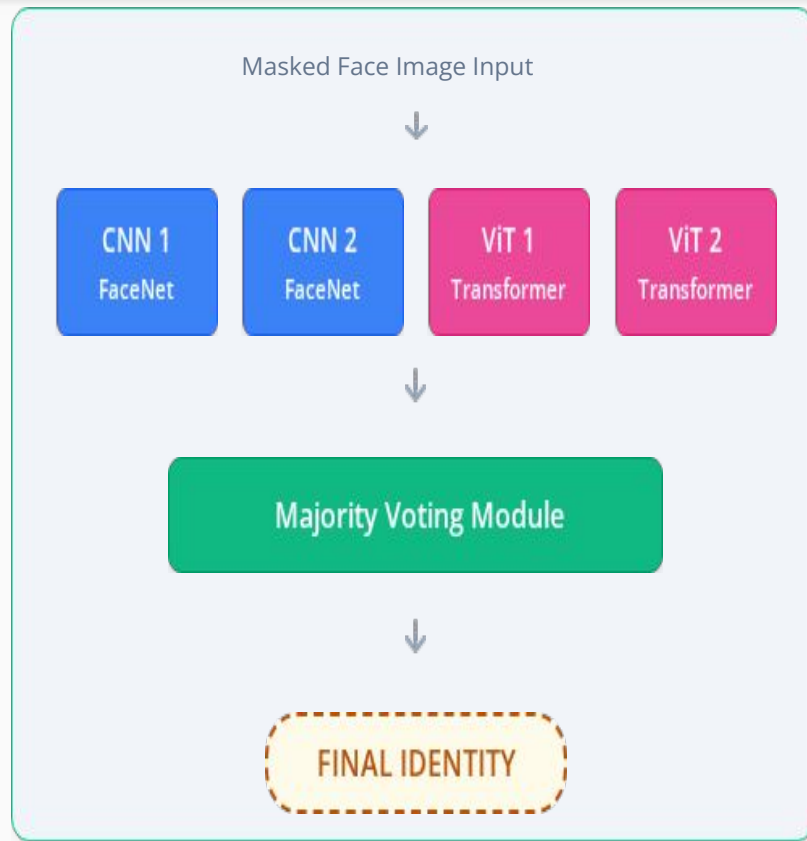 Masked Face Image Input
CNN 1
FaceNet
CNN 2
FaceNet
ViT 1
Transformer
ViT 2
Transformer
Majority Voting Module
FINAL IDENTITY